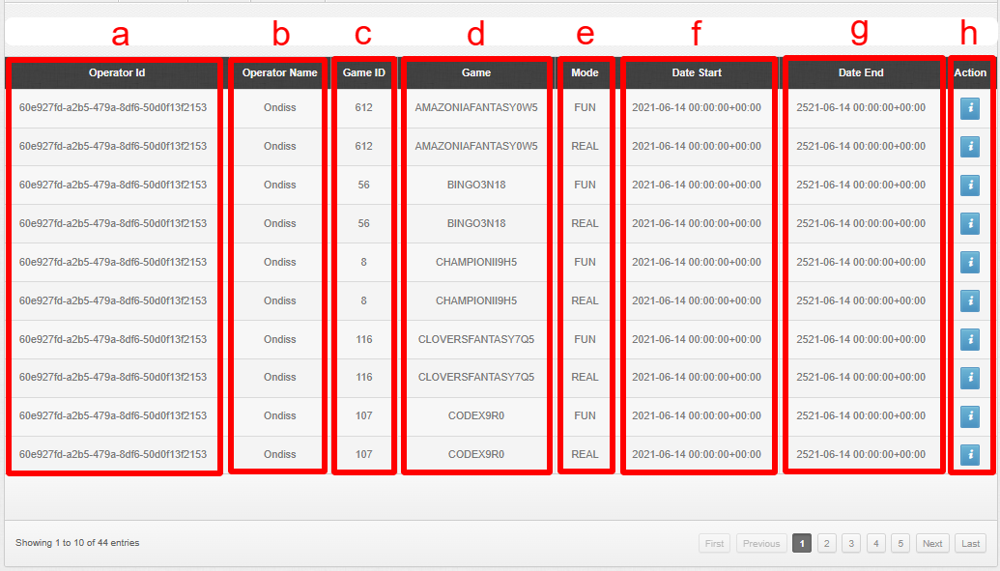 a b c d e f g h
Operator Id Operator Name Game ID Game Mode Date Start Date End Action
60e927fd-a2b5-479a-8df6-50d0f13f2153 Ondiss 612 AMAZONIAFANTASY0W5 FUN 2021-06-14 00:00:00+00:00 2521-06-14 00:00:00+00:00 i
60e927fd-a2b5-479a-8df6-50d0f13f2153 Ondiss 612 AMAZONIAFANTASY0W5 REAL 2021-06-14 00:00:00+00:00 2521-06-14 00:00:00+00:00 i
60e927fd-a2b5-479a-8df6-50d0f13f2153 Ondiss 56 BINGO3N18 FUN 2021-06-14 00:00:00+00:00 2521-06-14 00:00:00+00:00 i
60e927fd-a2b5-479a-8df6-50d0f13f2153 Ondiss 56 BINGO3N18 REAL 2021-06-14 00:00:00+00:00 2521-06-14 00:00:00+00:00 i
60e927fd-a2b5-479a-8df6-50d0f13f2153 Ondiss 8 CHAMPIONII9H5 FUN 2021-06-14 00:00:00+00:00 2521-06-14 00:00:00+00:00 i
60e927fd-a2b5-479a-8df6-50d0f13f2153 Ondiss 8 CHAMPIONII9H5 REAL 2021-06-14 00:00:00+00:00 2521-06-14 00:00:00+00:00 i
60e927fd-a2b5-479a-8df6-50d0f13f2153 Ondiss 116 CLOVERSFANTASY7Q5 FUN 2021-06-14 00:00:00+00:00 2521-06-14 00:00:00+00:00 i
60e927fd-a2b5-479a-8df6-50d0f13f2153 Ondiss 116 CLOVERSFANTASY7Q5 REAL 2021-06-14 00:00:00+00:00 2521-06-14 00:00:00+00:00 i
60e927fd-a2b5-479a-8df6-50d0f13f2153 Ondiss 107 CODEX9R0 FUN 2021-06-14 00:00:00+00:00 2521-06-14 00:00:00+00:00 i
60e927fd-a2b5-479a-8df6-50d0f13f2153 Ondiss 107 CODEX9R0 REAL 2021-06-14 00:00:00+00:00 2521-06-14 00:00:00+00:00 i
Showing 1 to 10 of 44 entries First Previous 1 2 3 4 5 Next Last